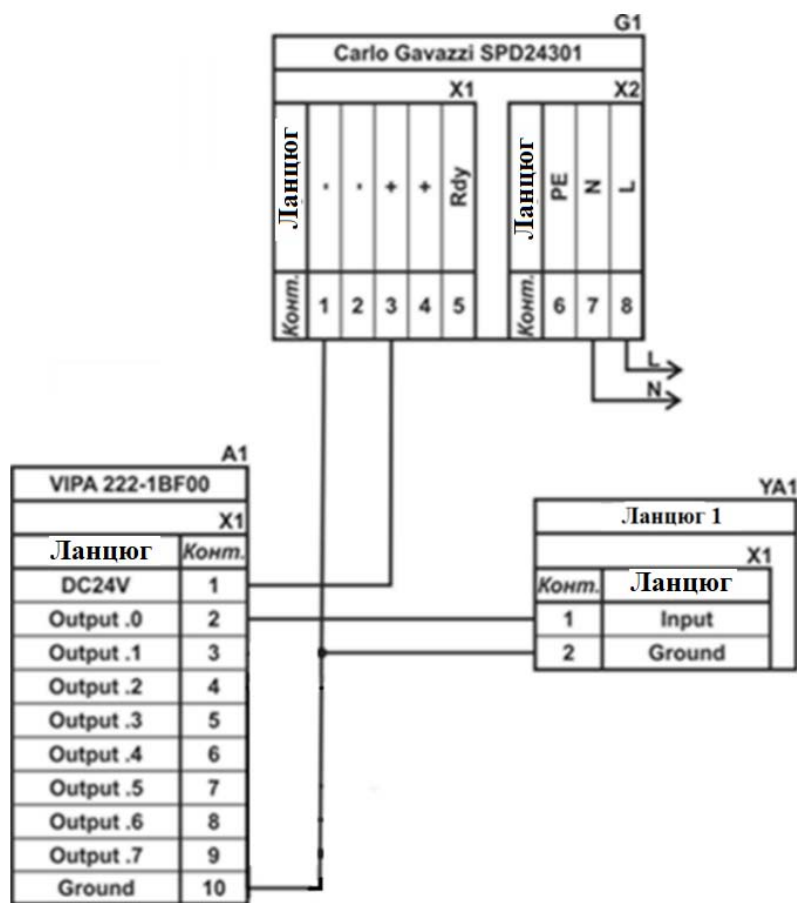 G1
Carlo Gavazzi SPD24301
X1 X2
Ланцюг - - + + Rdy Ланцюг PE N L
Конт. 1 2 3 4 5 Конт. 6 7 8
L
N
A1
VIPA 222-1BF00
X1
Ланцюг Конт.
DC24V 1
Output .0 2
Output .1 3
Output .2 4
Output .3 5
Output .4 6
Output .5 7
Output .6 8
Output .7 9
Ground 10
YA1
Ланцюг 1
X1
Конт. Ланцюг
1 Input
2 Ground